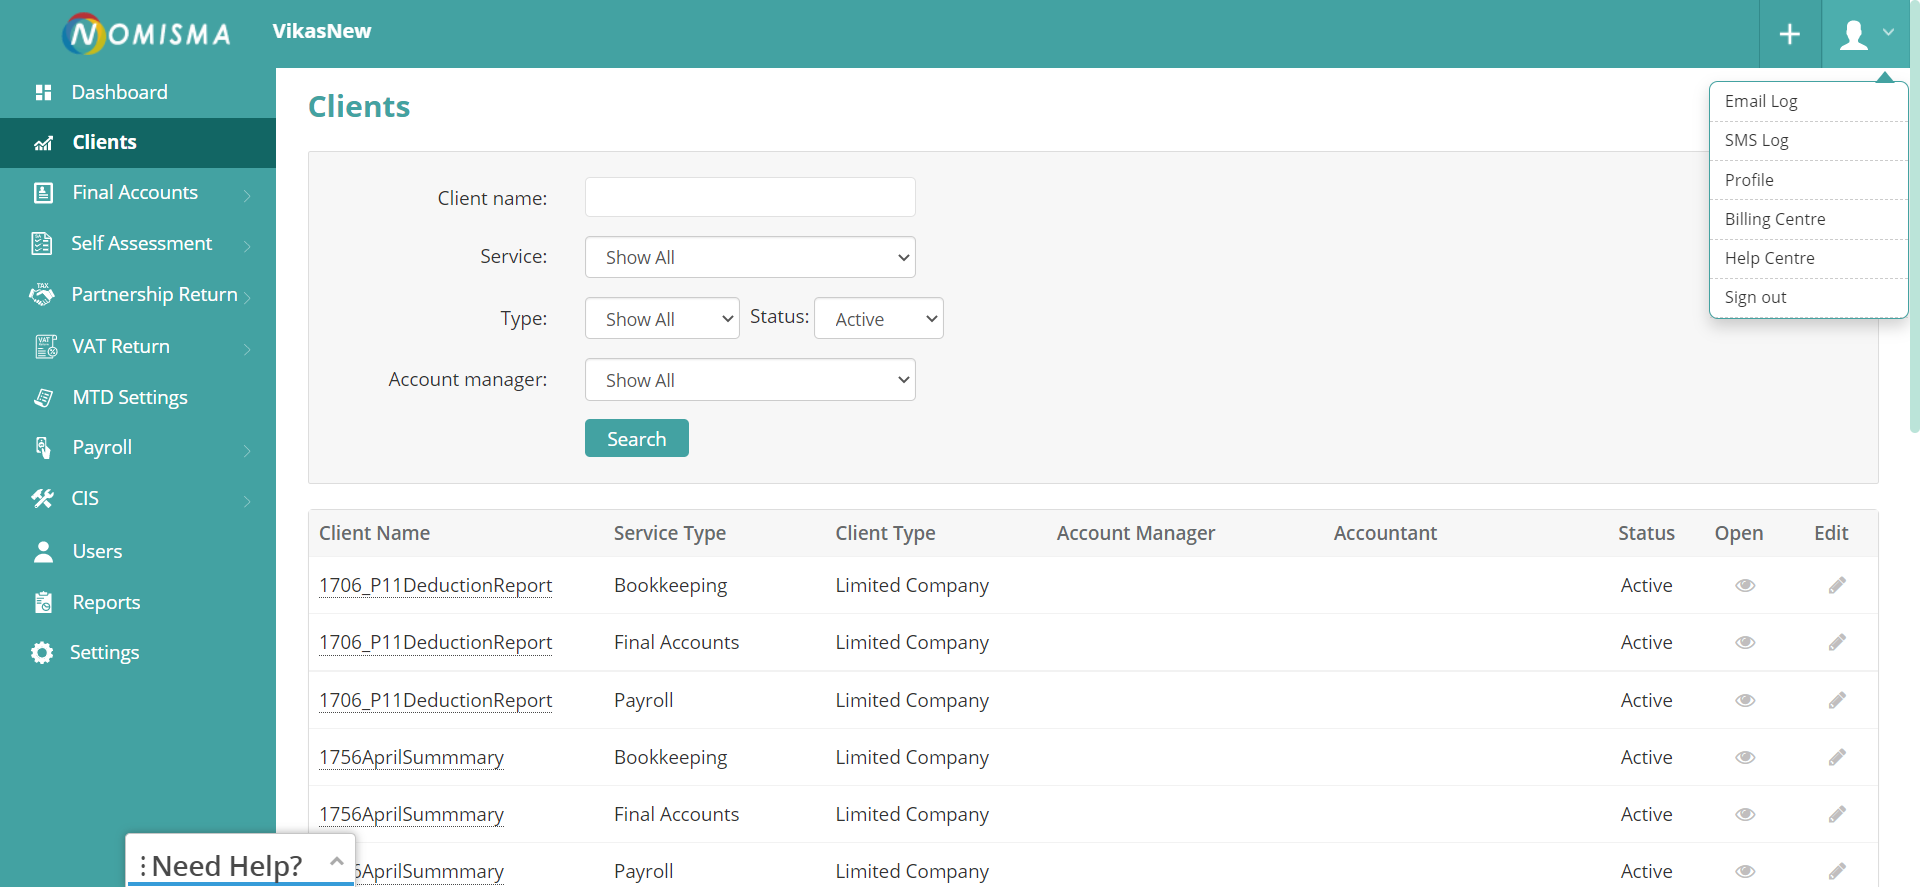 NOMISMA
VikasNew
Email Log
SMS Log
Profile
Billing Centre
Help Centre
Sign out
Dashboard
Clients
Final Accounts
Self Assessment
Partnership Return
VAT Return
MTD Settings
Payroll
CIS
Users
Reports
Settings
Clients
Client name:
Service: Show All
Type: Show All Status: Active
Account manager: Show All
Search
Client Name Service Type Client Type Account Manager Accountant Status Open Edit
1706_P11DeductionReport Bookkeeping Limited Company Active
1706_P11DeductionReport Final Accounts Limited Company Active
1706_P11DeductionReport Payroll Limited Company Active
1756AprilSummmary Bookkeeping Limited Company Active
1756AprilSummmary Final Accounts Limited Company Active
6AprilSummmary Payroll Limited Company Active
Need Help?